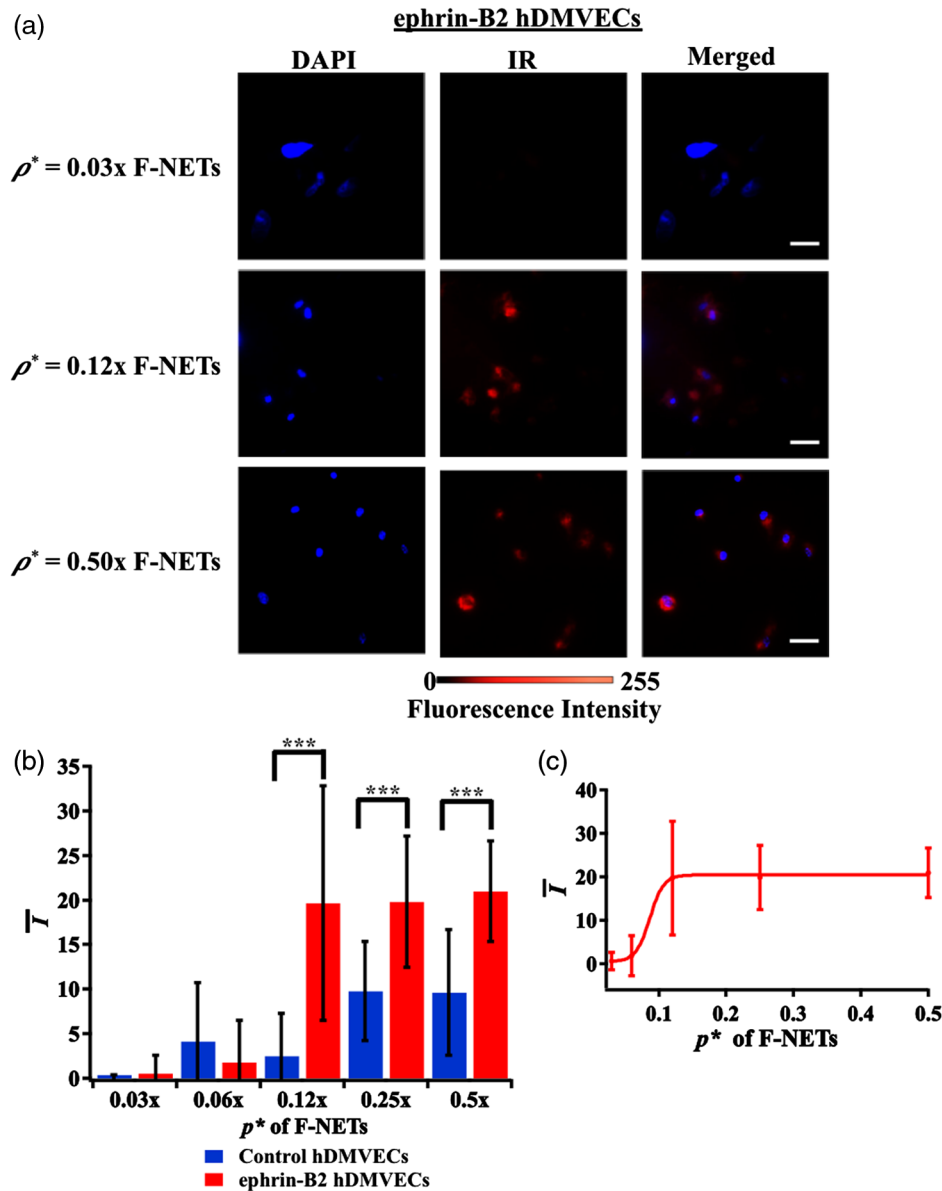 (a)
ephrin-B2 hDMVECs
DAPI IR Merged
ρ* = 0.03x F-NETs
ρ* = 0.12x F-NETs
ρ* = 0.50x F-NETs
0 255
Fluorescence Intensity
(b)
35
30
25
20
15
10
5
0
I
*** *** ***
0.03x 0.06x 0.12x 0.25x 0.5x
p* of F-NETs
Control hDMVECs
ephrin-B2 hDMVECs
(c)
40
30
20
10
0
I
0.1 0.2 0.3 0.4 0.5
p* of F-NETs